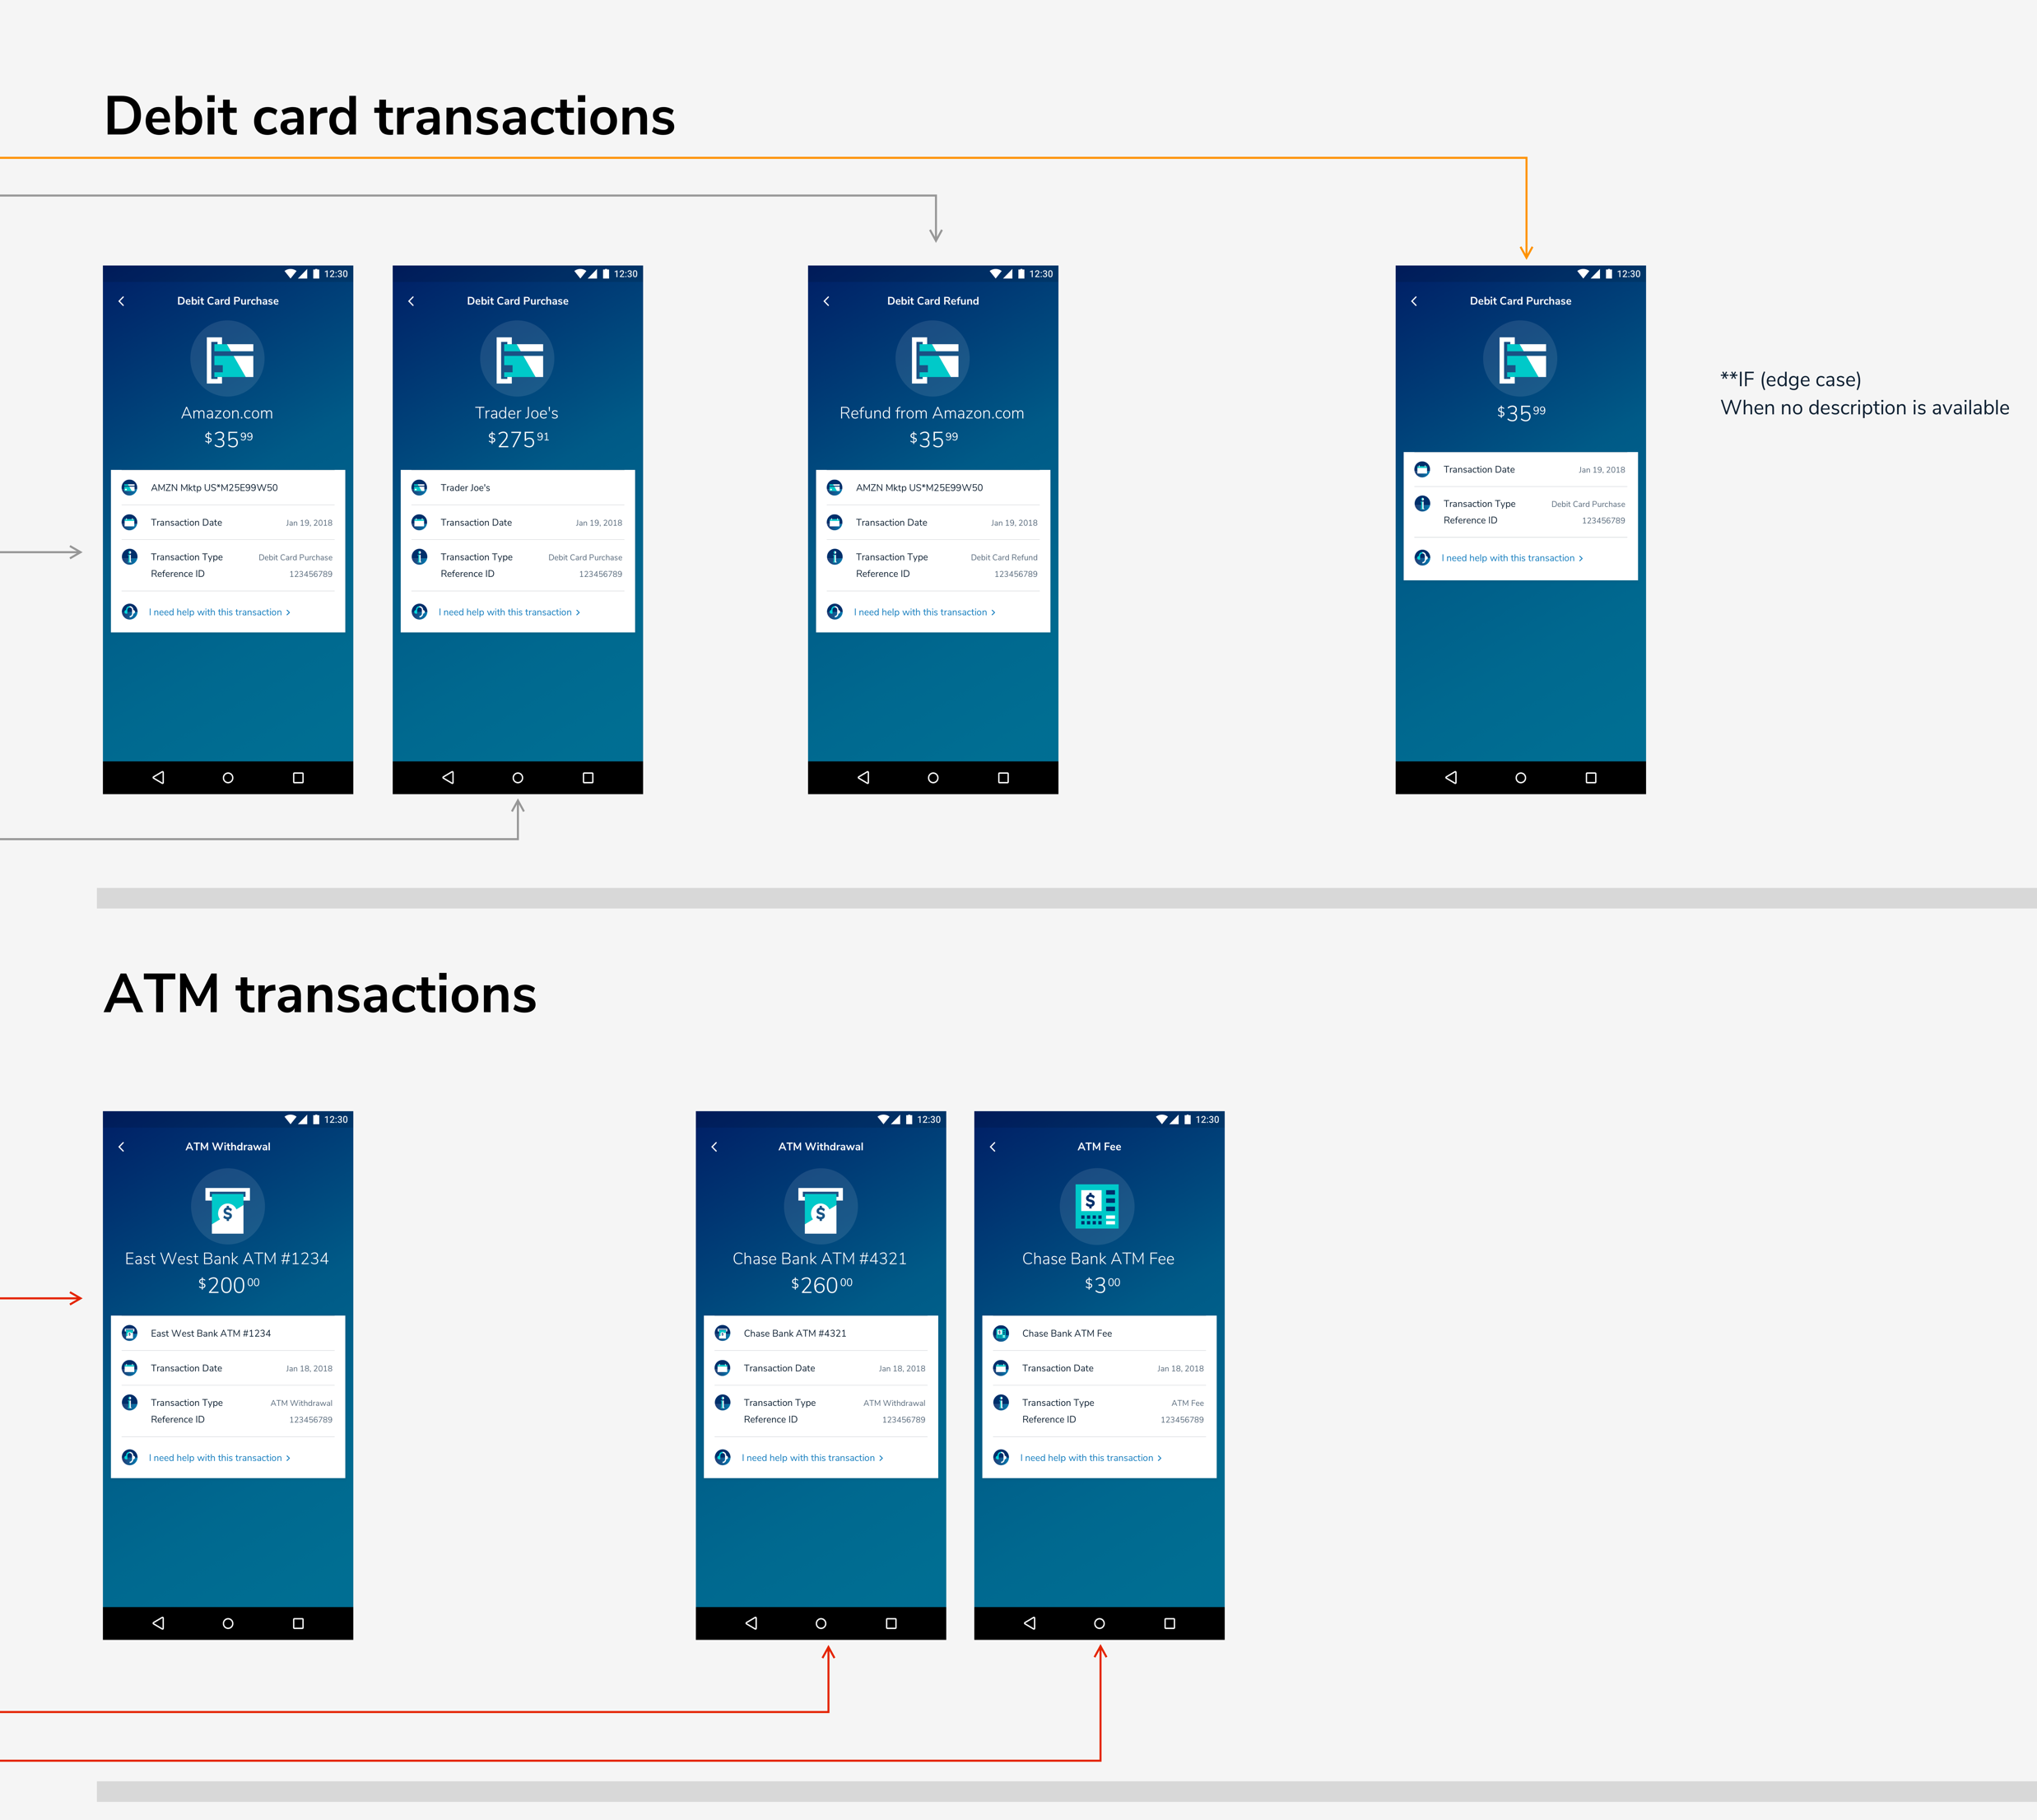 Debit card transactions
12:30
Debit Card Purchase
Amazon.com
$35 99
AMZN Mktp US*M25E99W50
Transaction Date Jan 19, 2018
Transaction Type Debit Card Purchase
Reference ID 123456789
I need help with this transaction >
12:30
Debit Card Purchase
Trader Joe's
$275 91
Trader Joe's
Transaction Date Jan 19, 2018
Transaction Type Debit Card Purchase
Reference ID 123456789
I need help with this transaction >
12:30
Debit Card Refund
Refund from Amazon.com
$35 99
AMZN Mktp US*M25E99W50
Transaction Date Jan 19, 2018
Transaction Type Debit Card Refund
Reference ID 123456789
I need help with this transaction >
12:30
Debit Card Purchase
$35 99
Transaction Date Jan 19, 2018
Transaction Type Debit Card Purchase
Reference ID 123456789
I need help with this transaction >
**IF (edge case)
When no description is available
ATM transactions
12:30
ATM Withdrawal
$
East West Bank ATM #1234
$200 00
East West Bank ATM #1234
Transaction Date Jan 18, 2018
Transaction Type ATM Withdrawal
Reference ID 123456789
I need help with this transaction >
12:30
ATM Withdrawal
$
Chase Bank ATM #4321
$260 00
Chase Bank ATM #4321
Transaction Date Jan 18, 2018
Transaction Type ATM Withdrawal
Reference ID 123456789
I need help with this transaction >
12:30
ATM Fee
$
Chase Bank ATM Fee
$3 00
Chase Bank ATM Fee
Transaction Date Jan 18, 2018
Transaction Type ATM Fee
Reference ID 123456789
I need help with this transaction >